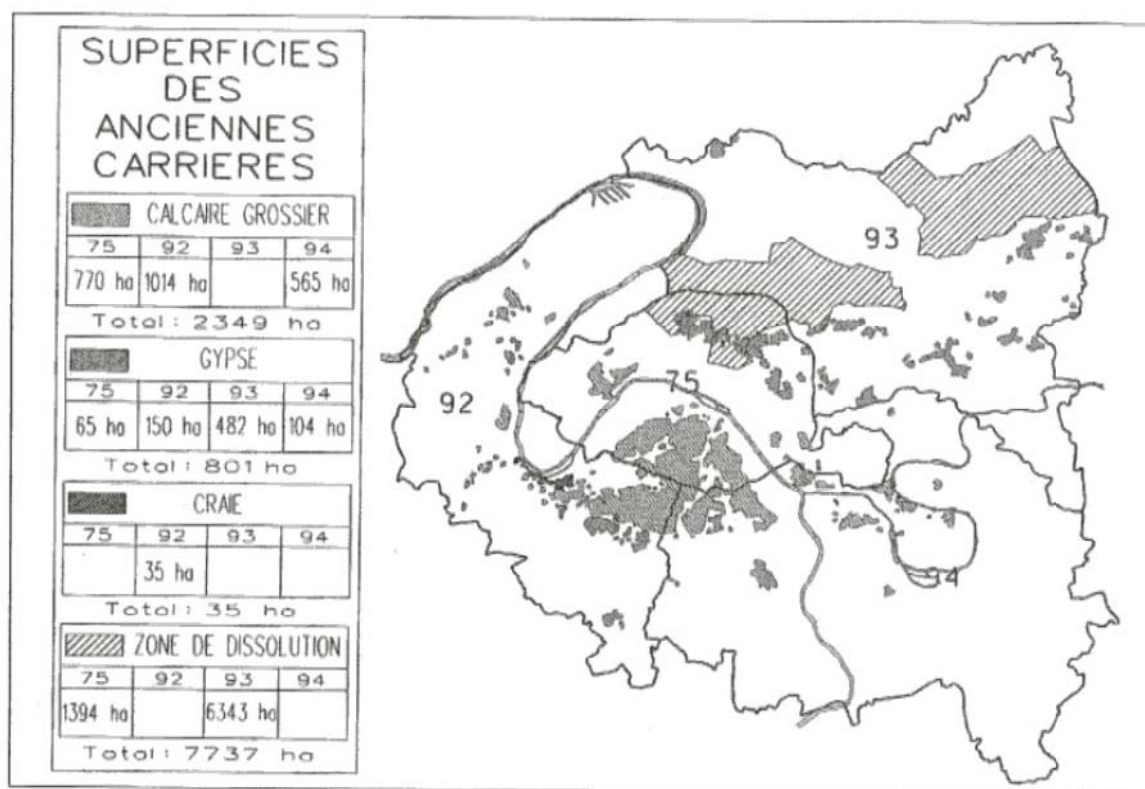 SUPERFICIES
DES
ANCIENNES
CARRIERES
CALCAIRE GROSSIER
75 92 93 94
770 ha 1014 ha 565 ha
Total : 2349 ha
GYPSE
75 92 93 94
65 ha 150 ha 482 ha 104 ha
Total : 801 ha
CRAIE
75 92 93 94
35 ha
Total : 35 ha
ZONE DE DISSOLUTION
75 92 93 94
1394 ha 6343 ha
Total : 7737 ha
93
75
92